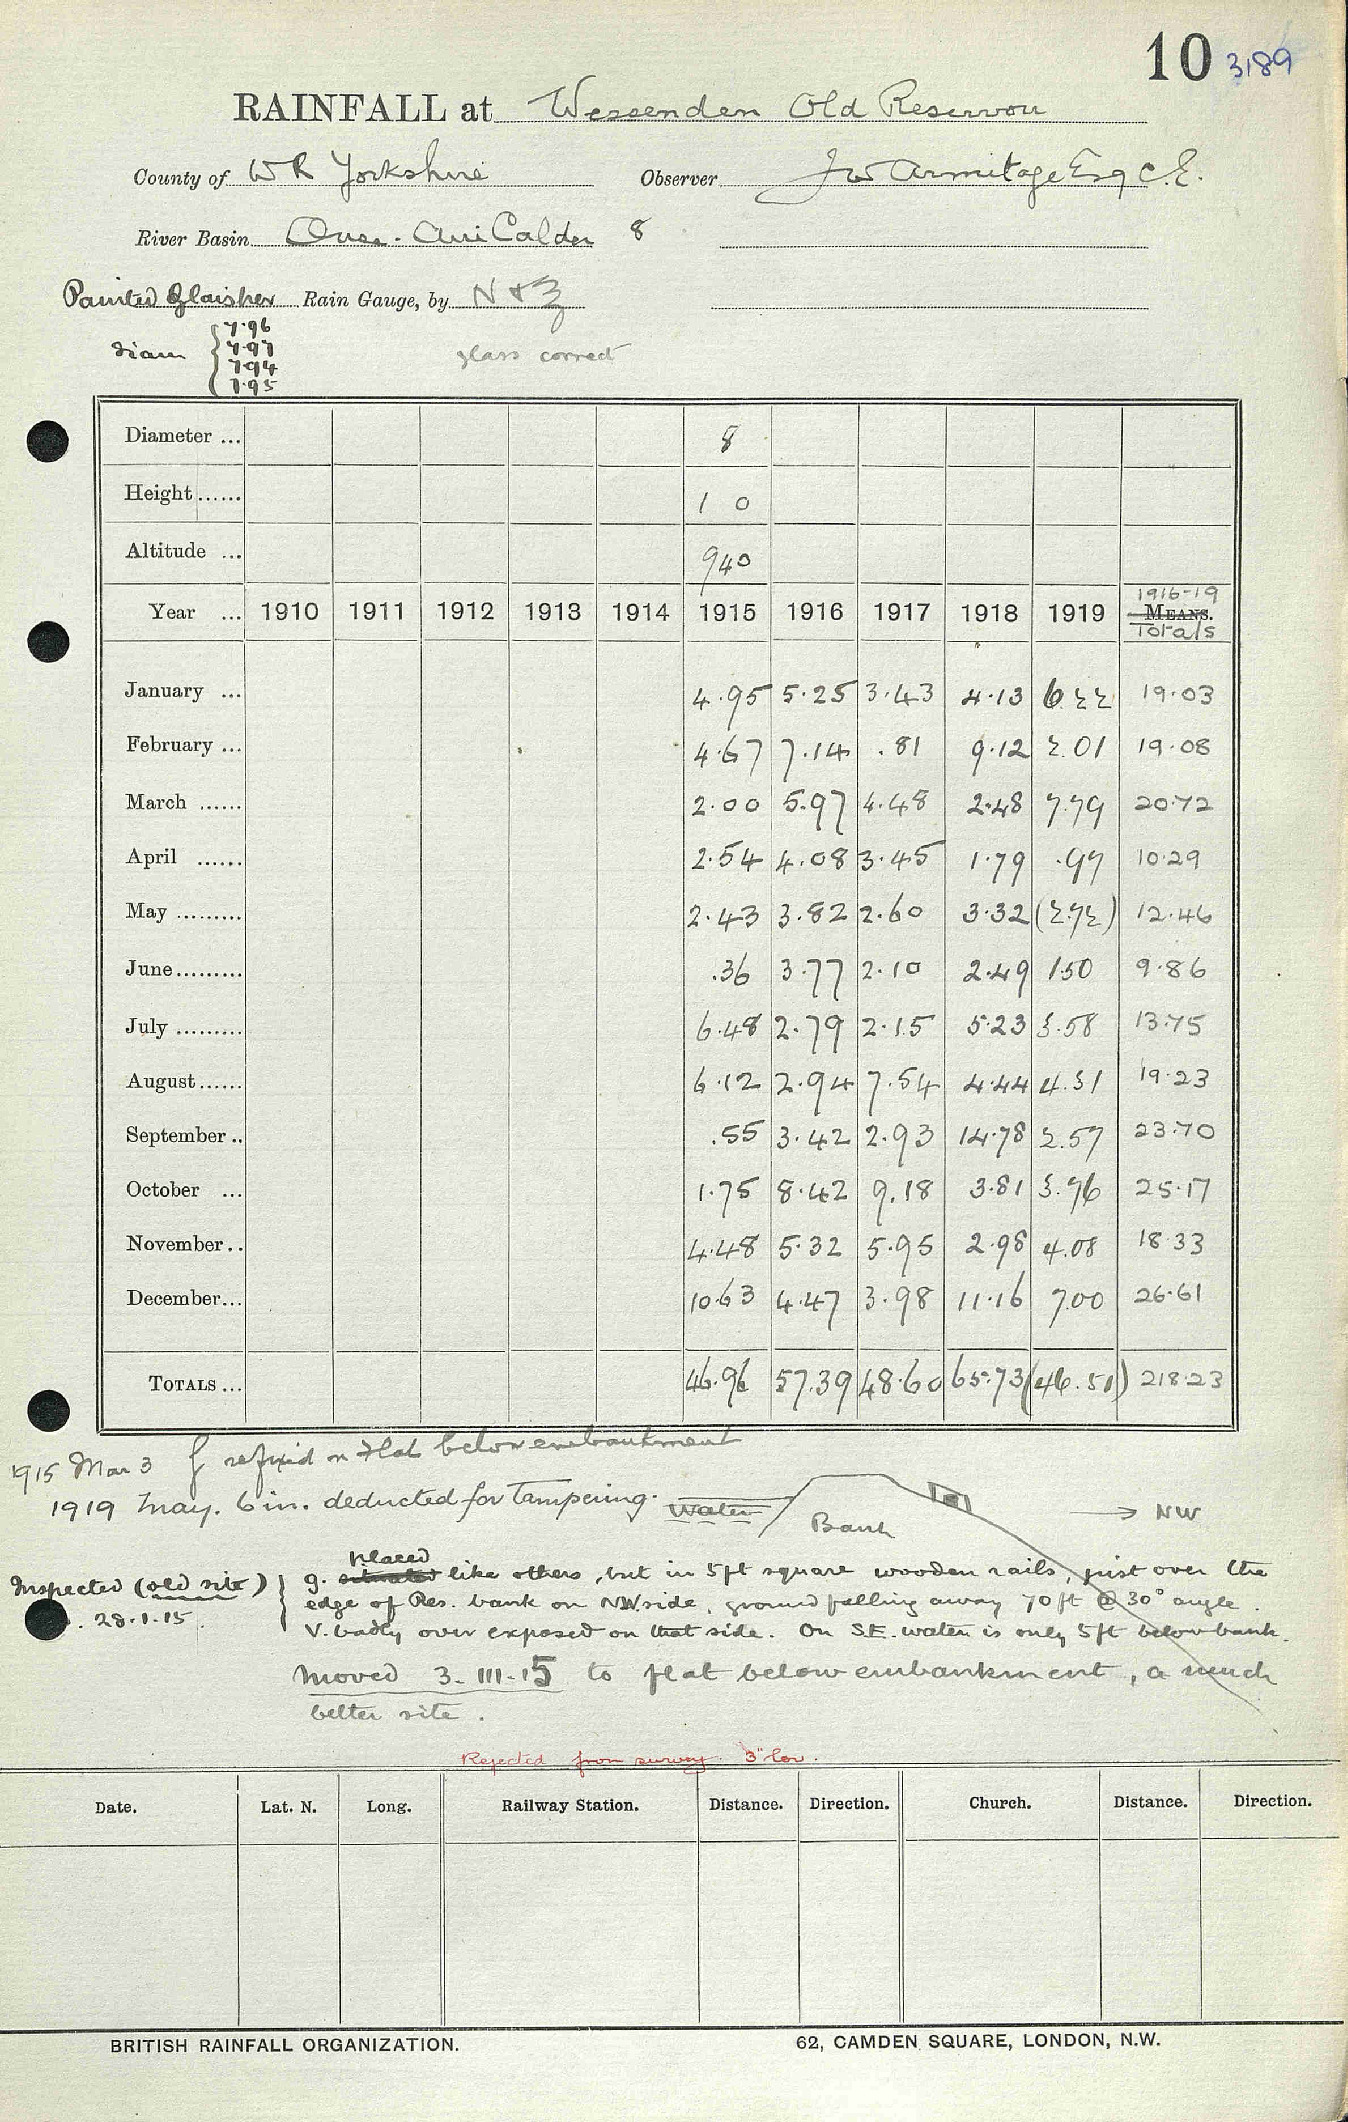 10 3189
RAINFALL at Wessenden Old Reservoir
County of W R Yorkshire Observer J W Armitage Esq C.E.
River Basin Ouse. Aire Calder 8
Painted Glaisher Rain Gauge, by N & Z
diam { 7.96
7.97
7.94
7.95
glass correct
Diameter ... 8
Height ...... 1 0
Altitude ... 940
1916-19
Year ... 1910 1911 1912 1913 1914 1915 1916 1917 1918 1919 MEANS.
Totals
January ... 4.95 5.25 3.43 4.13 6.22 19.03
February ... 4.67 7.14 .81 9.12 2.01 19.08
March ...... 2.00 5.97 4.48 2.48 7.79 20.72
April ...... 2.54 4.08 3.45 1.79 .97 10.29
May ......... 2.43 3.82 2.60 3.32 (2.72) 12.46
June ......... .36 3.77 2.10 2.49 1.50 9.86
July ......... 6.48 2.79 2.15 5.23 3.58 13.75
August ...... 6.12 2.94 7.54 4.44 4.31 19.23
September .. .55 3.42 2.93 14.78 2.57 23.70
October ... 1.75 8.42 9.18 3.81 3.76 25.17
November .. 4.48 5.32 5.95 2.98 4.08 18.33
December... 10.63 4.47 3.98 11.16 7.00 26.61
TOTALS ... 46.96 57.39 48.60 65.73 (46.51) 218.23
1915 Mar 3 g refixed on flat below embankment
1919 May. 6 in. deducted for Tampering.
Water Bank → NW
placed
Inspected (old site) } g. situated like others, but in 5ft square wooden rails, just over the
28.1.15. edge of Res. bank on NW side, ground falling away 70ft @ 30° angle.
V. badly over exposed on that side. On S.E. water is only 5ft below bank.
Moved 3.III.15 to flat below embankment, a much
better site.
Rejected from survey 3" low.
Date. Lat. N. Long. Railway Station. Distance. Direction. Church. Distance. Direction.
BRITISH RAINFALL ORGANIZATION. 62, CAMDEN SQUARE, LONDON, N.W.